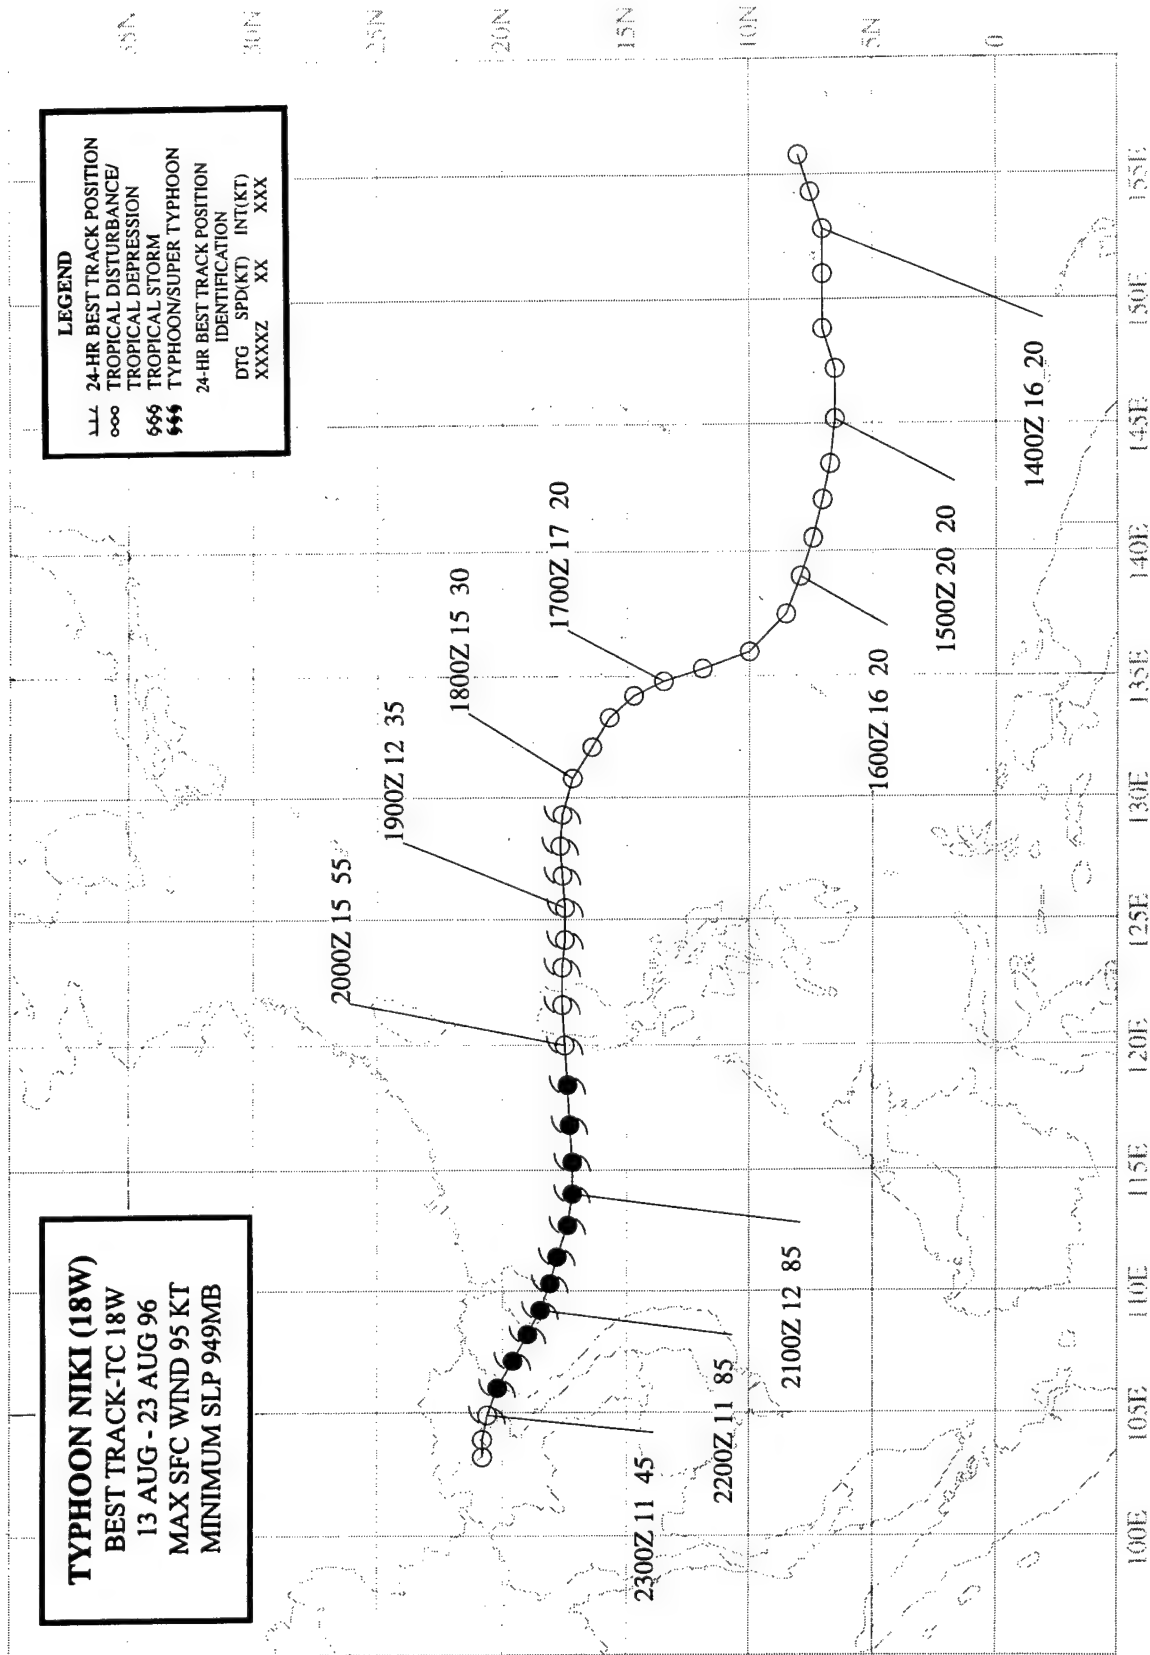 TYPHOON NIKI (18W)
BEST TRACK-TC 18W
13 AUG - 23 AUG 96
MAX SFC WIND 95 KT
MINIMUM SLP 949MB
LEGEND
24-HR BEST TRACK POSITION
TROPICAL DISTURBANCE/
TROPICAL DEPRESSION
TROPICAL STORM
TYPHOON/SUPER TYPHOON
24-HR BEST TRACK POSITION
IDENTIFICATION
DTG SPD(KT) INT(KT)
XXXXZ XX XXX
35N
30N
25N
20N
15N
10N
5N
0
2000Z 15 55
1900Z 12 35
1800Z 15 30
1700Z 17 20
2300Z 11 45
2200Z 11 85
2100Z 12 85
1600Z 16 20
1500Z 20 20
1400Z 16 20
100E
105E
110E
115E
120E
125E
130E
135E
140E
145E
150E
155E